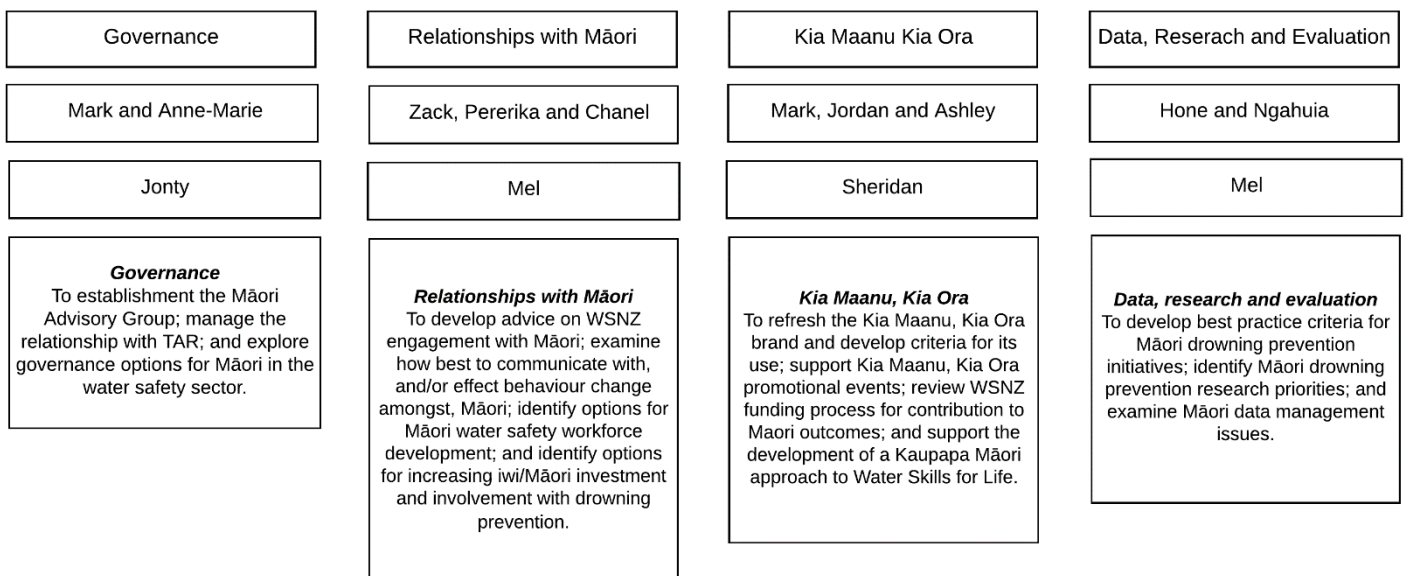 Governance
Relationships with Māori
Kia Maanu Kia Ora
Data, Reserach and Evaluation
Mark and Anne-Marie
Zack, Pererika and Chanel
Mark, Jordan and Ashley
Hone and Ngahuia
Jonty
Mel
Sheridan
Mel
Governance
To establishment the Māori
Advisory Group; manage the
relationship with TAR; and explore
governance options for Māori in the
water safety sector.
Relationships with Māori
To develop advice on WSNZ
engagement with Māori; examine
how best to communicate with,
and/or effect behaviour change
amongst, Māori; identify options for
Māori water safety workforce
development; and identify options
for increasing iwi/Māori investment
and involvement with drowning
prevention.
Kia Maanu, Kia Ora
To refresh the Kia Maanu, Kia Ora
brand and develop criteria for its
use; support Kia Maanu, Kia Ora
promotional events; review WSNZ
funding process for contribution to
Maori outcomes; and support the
development of a Kaupapa Māori
approach to Water Skills for Life.
Data, research and evaluation
To develop best practice criteria for
Māori drowning prevention
initiatives; identify Māori drowning
prevention research priorities; and
examine Māori data management
issues.